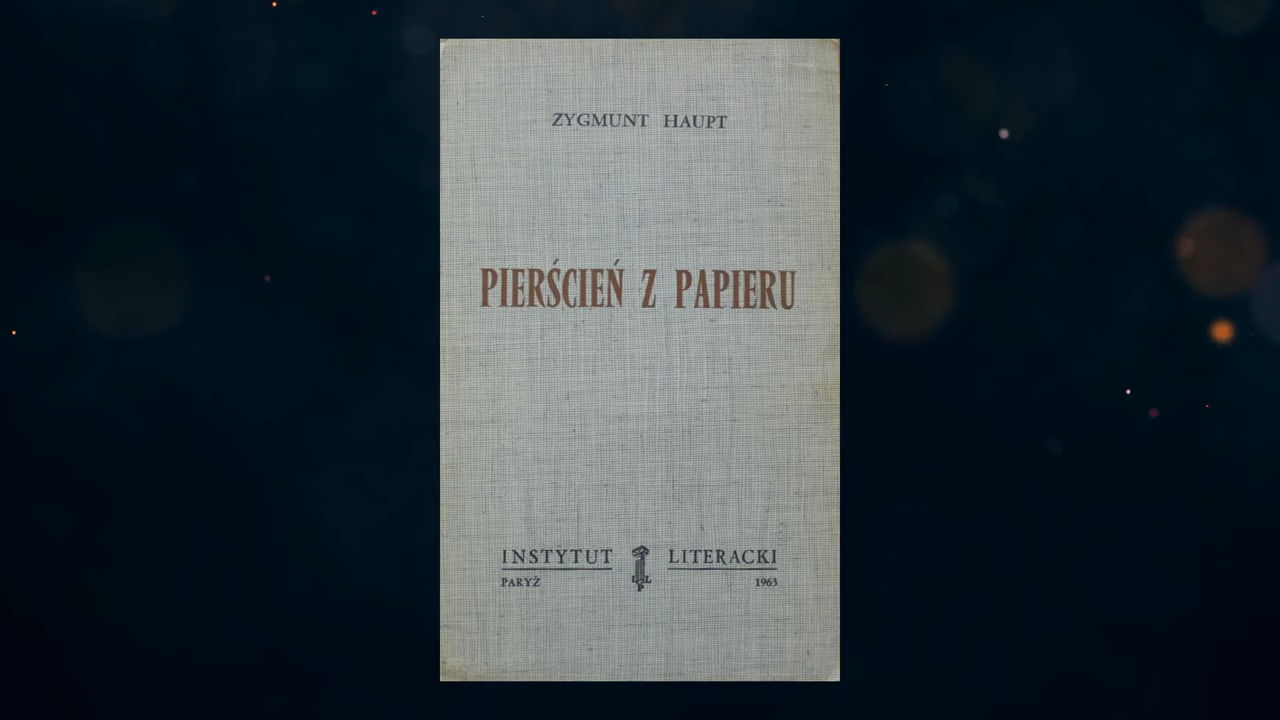 ZYGMUNT HAUPT
PIERŚCIEŃ Z PAPIERU
INSTYTUT LITERACKI
PARYŻ 1963